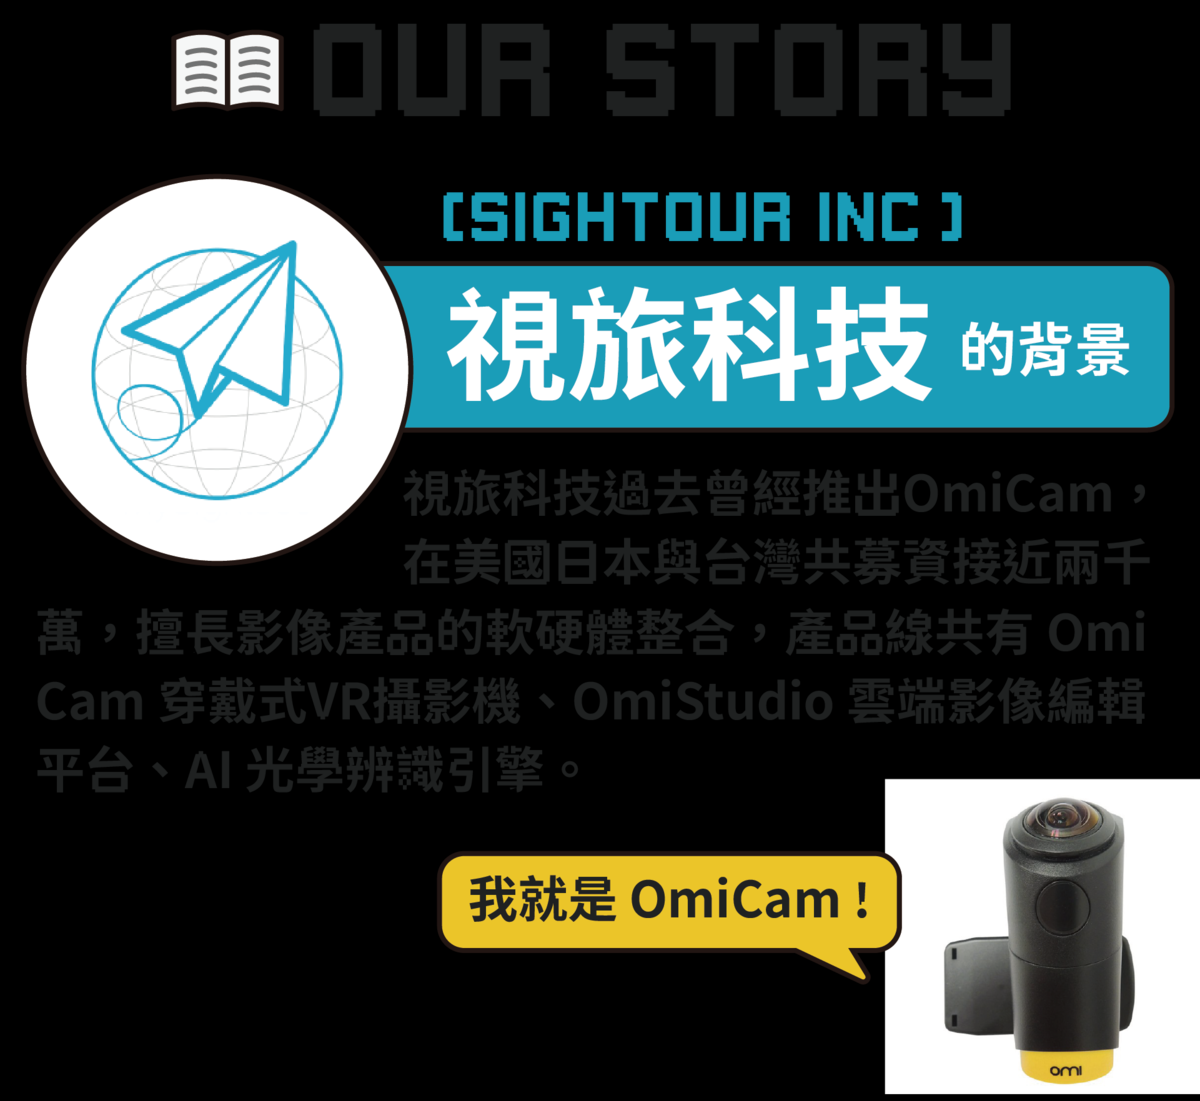 OUR STORY
[SIGHTOUR INC ]
視旅科技 的背景
視旅科技過去曾經推出OmiCam，
在美國日本與台灣共募資接近兩千
萬，擅長影像產品的軟硬體整合，產品線共有 Omi
Cam 穿戴式VR攝影機、OmiStudio 雲端影像編輯
平台、AI 光學辨識引擎。
我就是 OmiCam !
omi